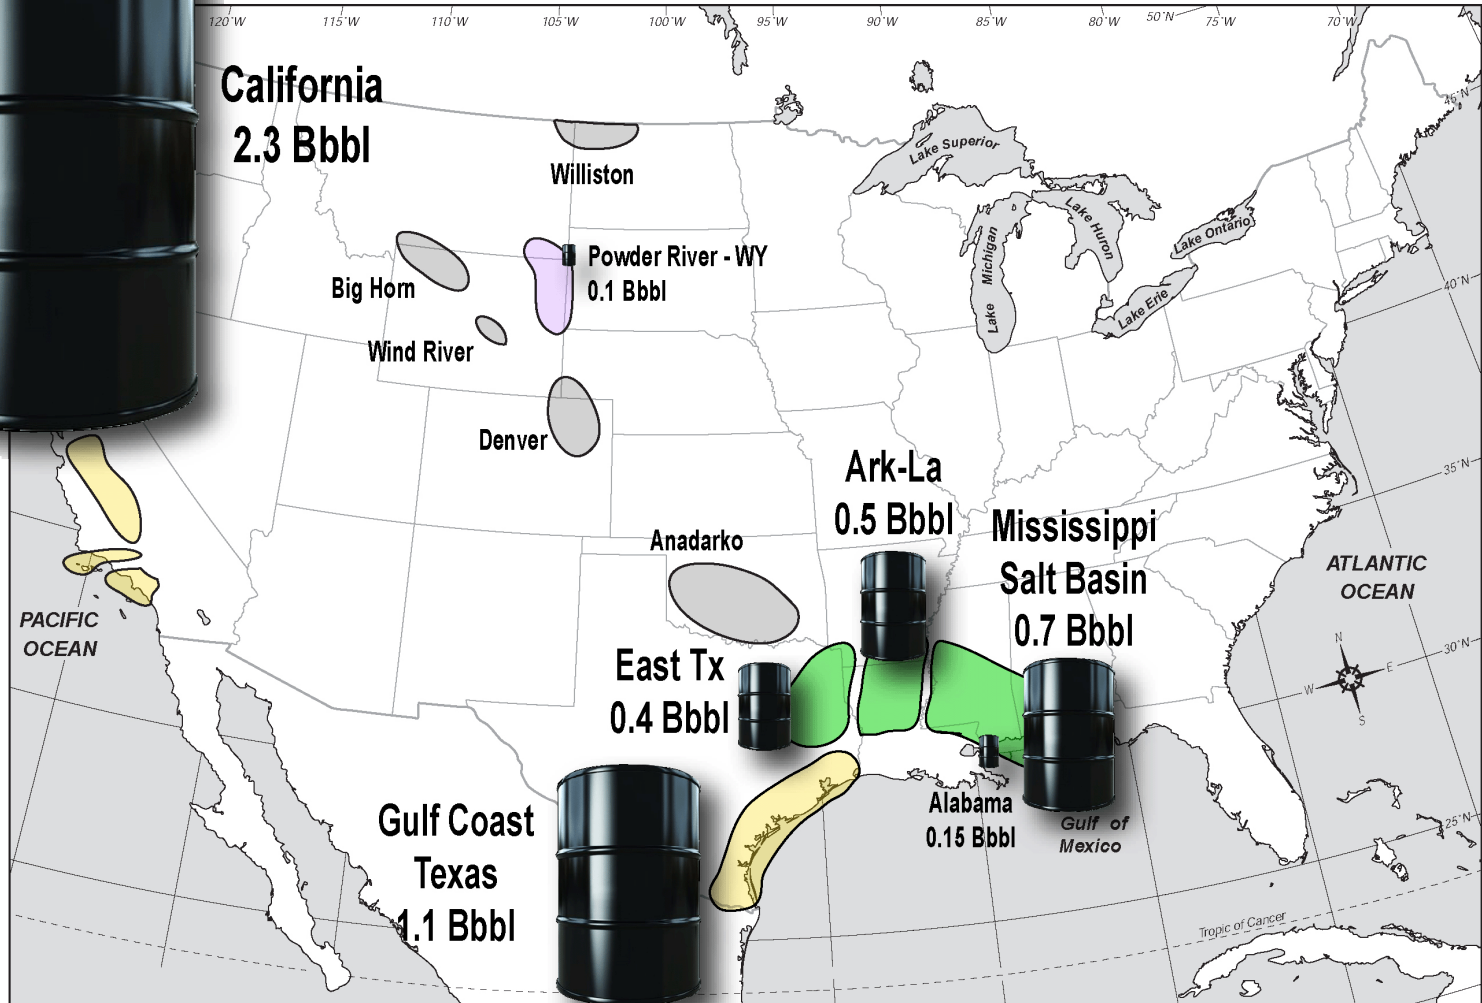 120°W
115°W
110°W
105°W
100°W
95°W
90°W
85°W
80°W
50°N
75°W
70°W
45°N
California
2.3 Bbbl
Williston
Lake Superior
Lake
Michigan
Lake Huron
Lake Ontario
Lake Erie
40°N
Big Horn
Powder River - WY
0.1 Bbbl
Wind River
Denver
35°N
Ark-La
0.5 Bbbl
Anadarko
Mississippi
Salt Basin
0.7 Bbbl
ATLANTIC
OCEAN
PACIFIC
OCEAN
N
E
W
S
30°N
East Tx
0.4 Bbbl
Gulf Coast
Texas
1.1 Bbbl
Alabama
0.15 Bbbl
Gulf of
Mexico
25°N
Tropic of Cancer